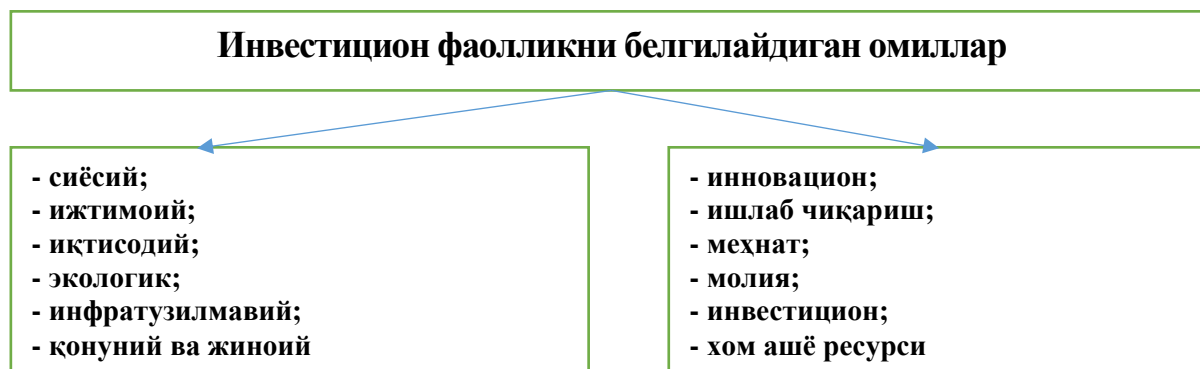 Инвестицион фаолликни белгилайдиган омиллар
- сиёсий;
- ижтимоий;
- иқтисодий;
- экологик;
- инфратузилмавий;
- қонуний ва жиноий
- инновацион;
- ишлаб чиқариш;
- меҳнат;
- молия;
- инвестицион;
- хом ашё ресурси